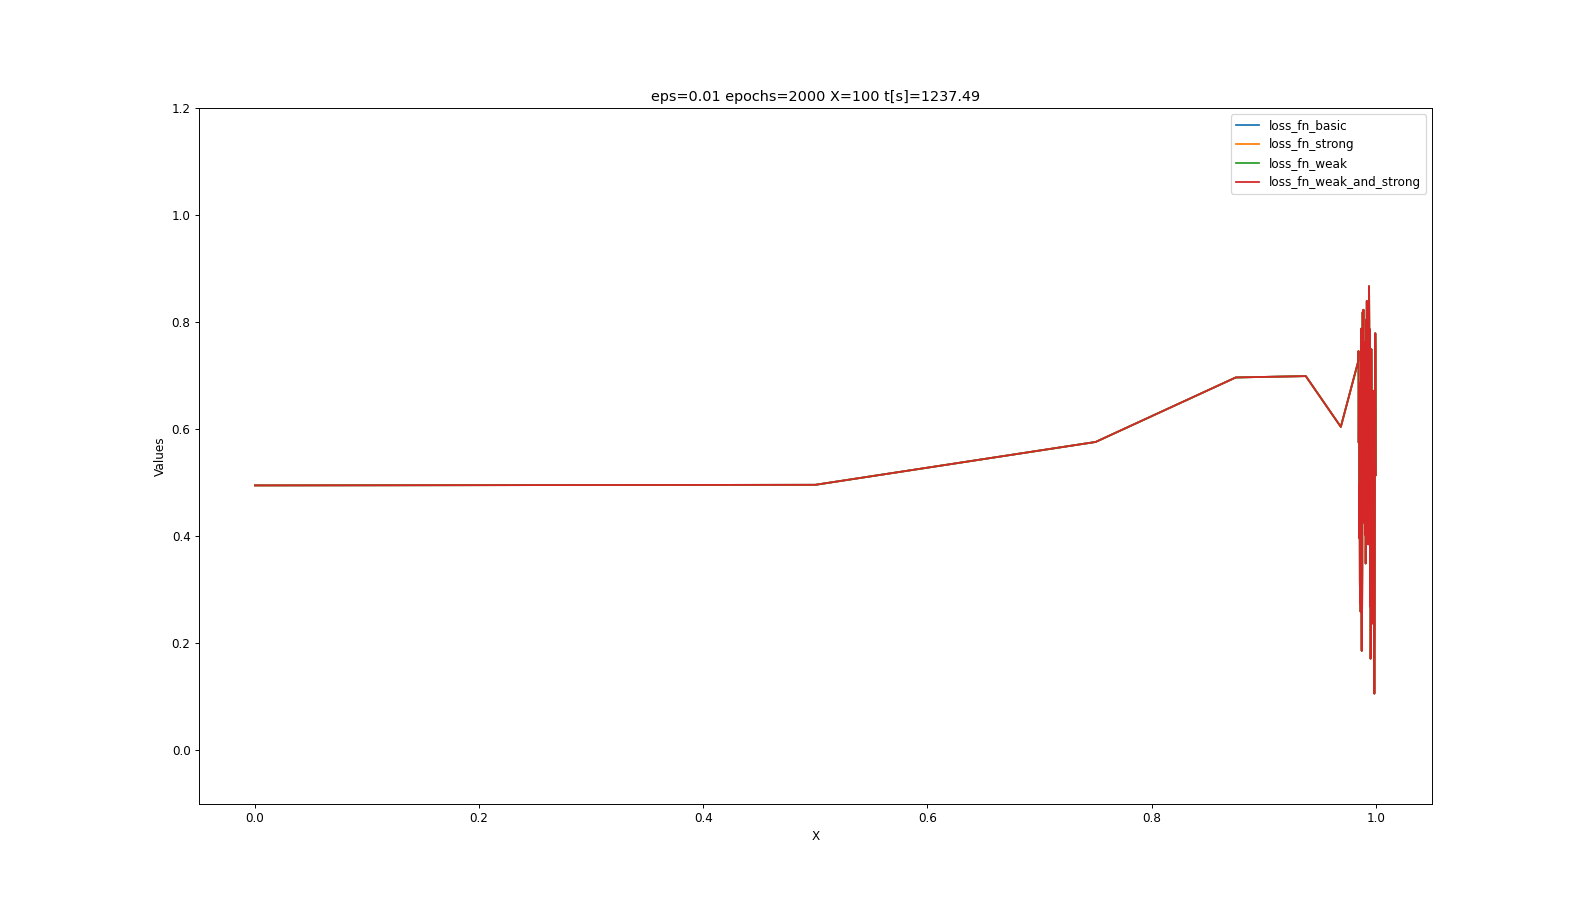 eps=0.01 epochs=2000 X=100 t[s]=1237.49
loss_fn_basic
loss_fn_strong
loss_fn_weak
loss_fn_weak_and_strong
1.2
1.0
0.8
0.6
0.4
0.2
0.0
Values
0.0 0.2 0.4 0.6 0.8 1.0
X